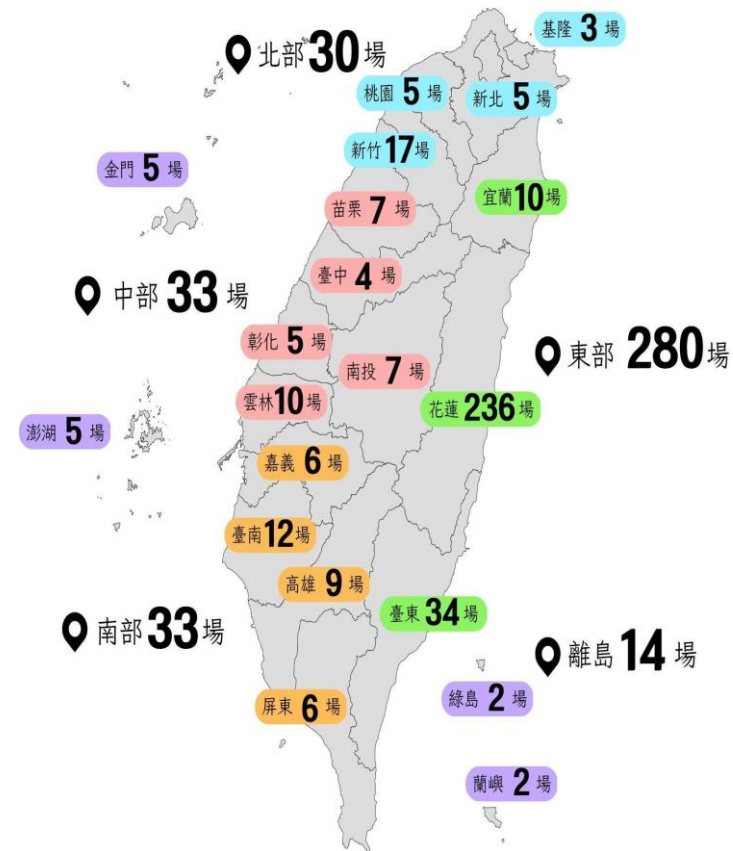 基隆 3 場
北部 30 場
桃園 5 場
新北 5 場
新竹 17 場
金門 5 場
宜蘭 10 場
苗栗 7 場
臺中 4 場
中部 33 場
彰化 5 場
東部 280 場
南投 7 場
雲林 10 場
花蓮 236 場
澎湖 5 場
嘉義 6 場
臺南 12 場
高雄 9 場
臺東 34 場
南部 33 場
離島 14 場
綠島 2 場
屏東 6 場
蘭嶼 2 場